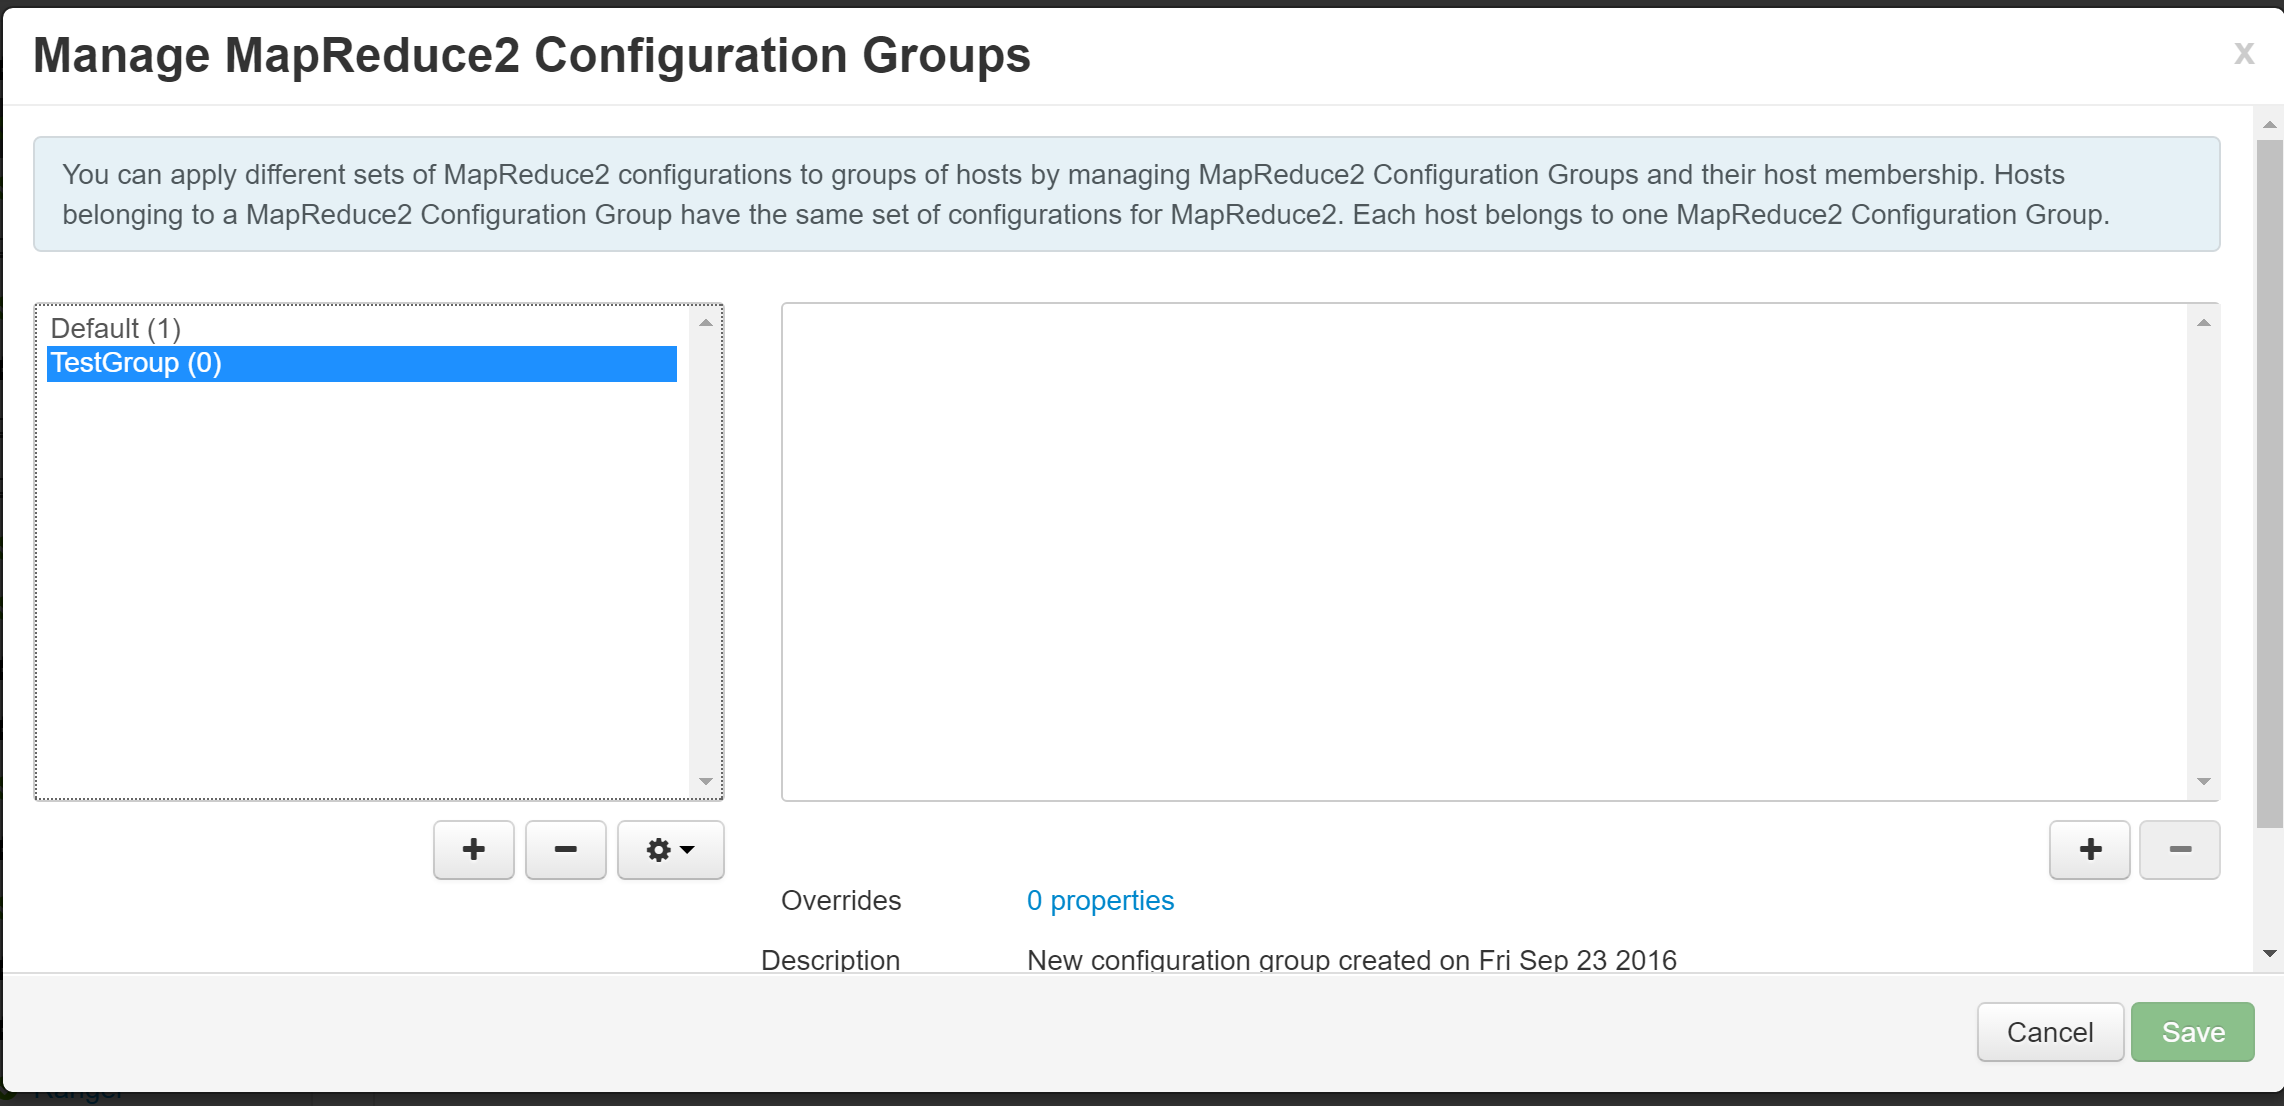 Manage MapReduce2 Configuration Groups
x
You can apply different sets of MapReduce2 configurations to groups of hosts by managing MapReduce2 Configuration Groups and their host membership. Hosts
belonging to a MapReduce2 Configuration Group have the same set of configurations for MapReduce2. Each host belongs to one MapReduce2 Configuration Group.
Default (1)
TestGroup (0)
Overrides 0 properties
Description New configuration group created on Fri Sep 23 2016
Cancel Save
Ranger